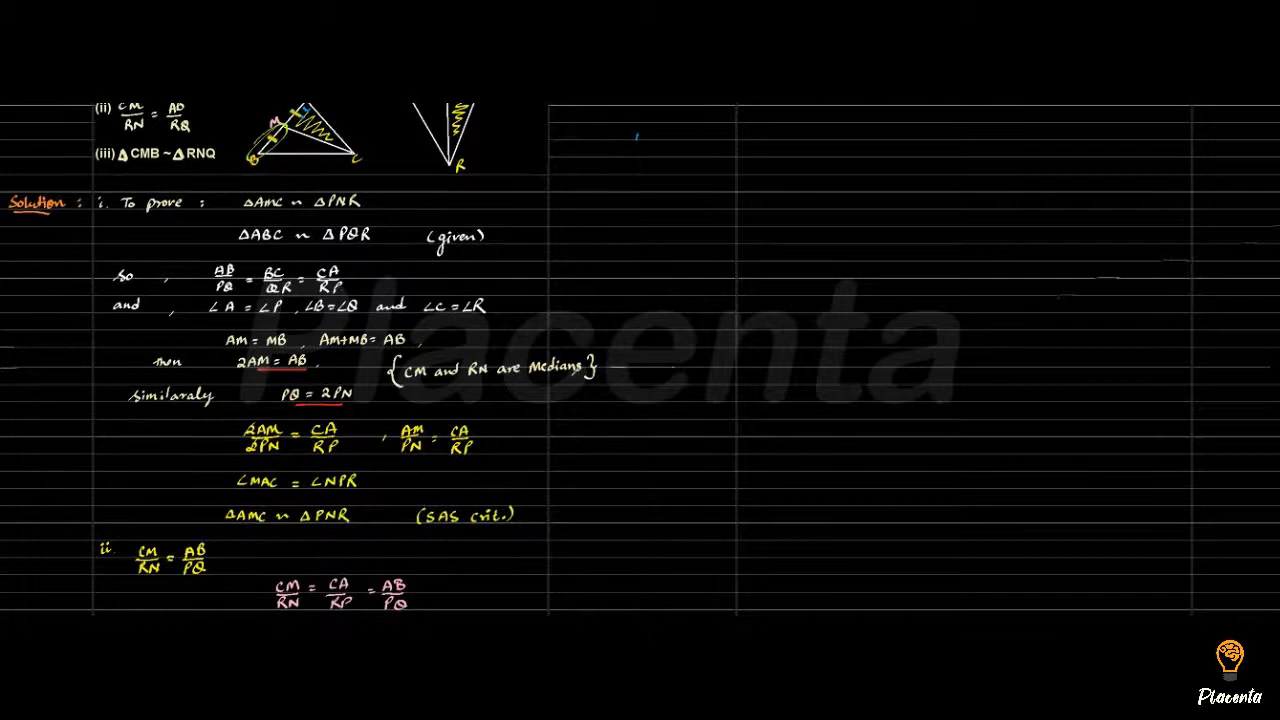 (ii) CM/RN = AB/RQ
M
B
C
R
(iii) Δ CMB ~ Δ RNQ
Solution : i. To prove : ΔAMC ~ ΔPNR
ΔABC ~ ΔPQR (given)
So , AB/PQ = BC/QR = CA/RP
and , ∠A = ∠P , ∠B = ∠Q and ∠C = ∠R
AM = MB , AM+MB = AB ,
then 2AM = AB . {CM and RN are Medians}
similaraly PQ = 2PN
2AM/2PN = CA/RP , AM/PN = CA/RP
∠MAC = ∠NPR
ΔAMC ~ ΔPNR (SAS crit.)
ii. CM/RN = AB/PQ
CM/RN = CA/RP = AB/PQ
Placenta
Placenta